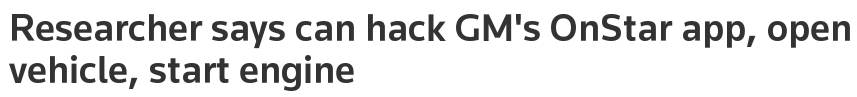 Researcher says can hack GM's OnStar app, open
vehicle, start engine